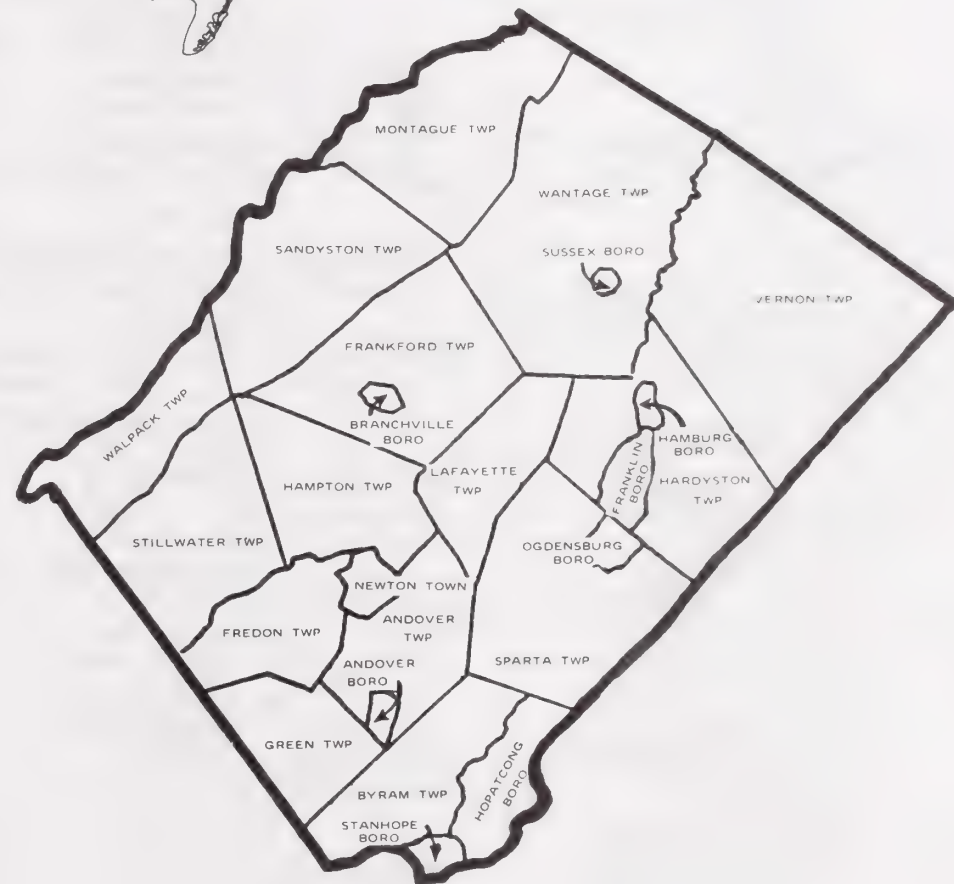 MONTAGUE TWP
WANTAGE TWP
SANDYSTON TWP
SUSSEX BORO
VERNON TWP
FRANKFORD TWP
WALPACK TWP
BRANCHVILLE
BORO
HAMBURG
BORO
LAFAYETTE
TWP
HAMPTON TWP
FRANKLIN
BORO
HARDYSTON
TWP
STILLWATER TWP
OGDENSBURG
BORO
NEWTON TOWN
ANDOVER
TWP
FREDON TWP
SPARTA TWP
ANDOVER
BORO
GREEN TWP
HOPATCONG
BORO
BYRAM TWP
STANHOPE
BORO